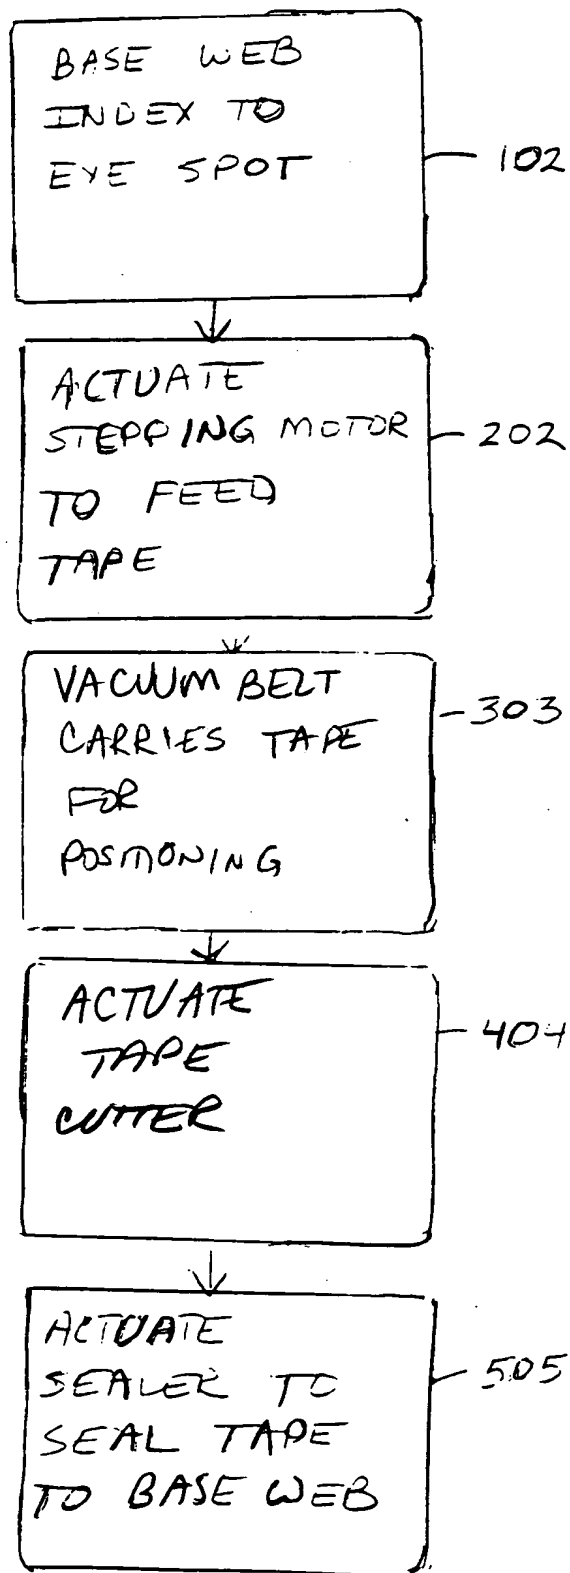 BASE WEB
INDEX TO
EYE SPOT
102
ACTUATE
STEPPING MOTOR
TO FEED
TAPE
202
VACUUM BELT
CARRIES TAPE
FOR
POSITIONING
303
ACTUATE
TAPE
CUTTER
404
ACTUATE
SEALER TO
SEAL TAPE
TO BASE WEB
505